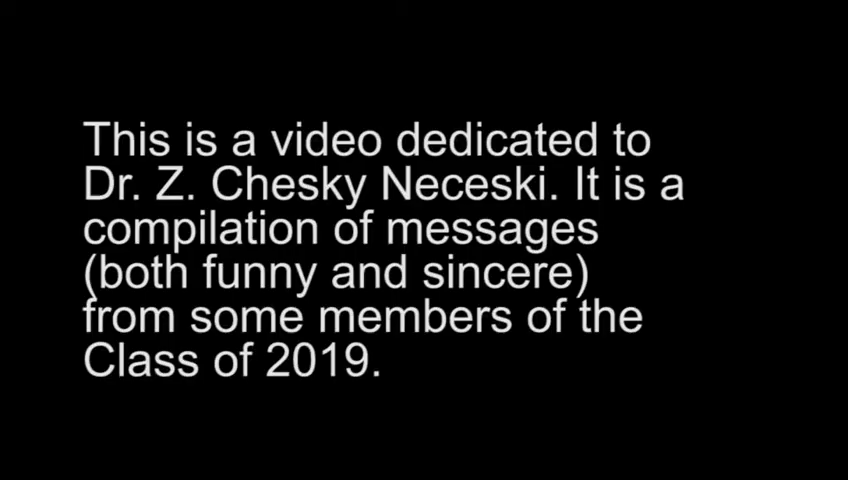 This is a video dedicated to
Dr. Z. Chesky Neceski. It is a
compilation of messages
(both funny and sincere)
from some members of the
Class of 2019.